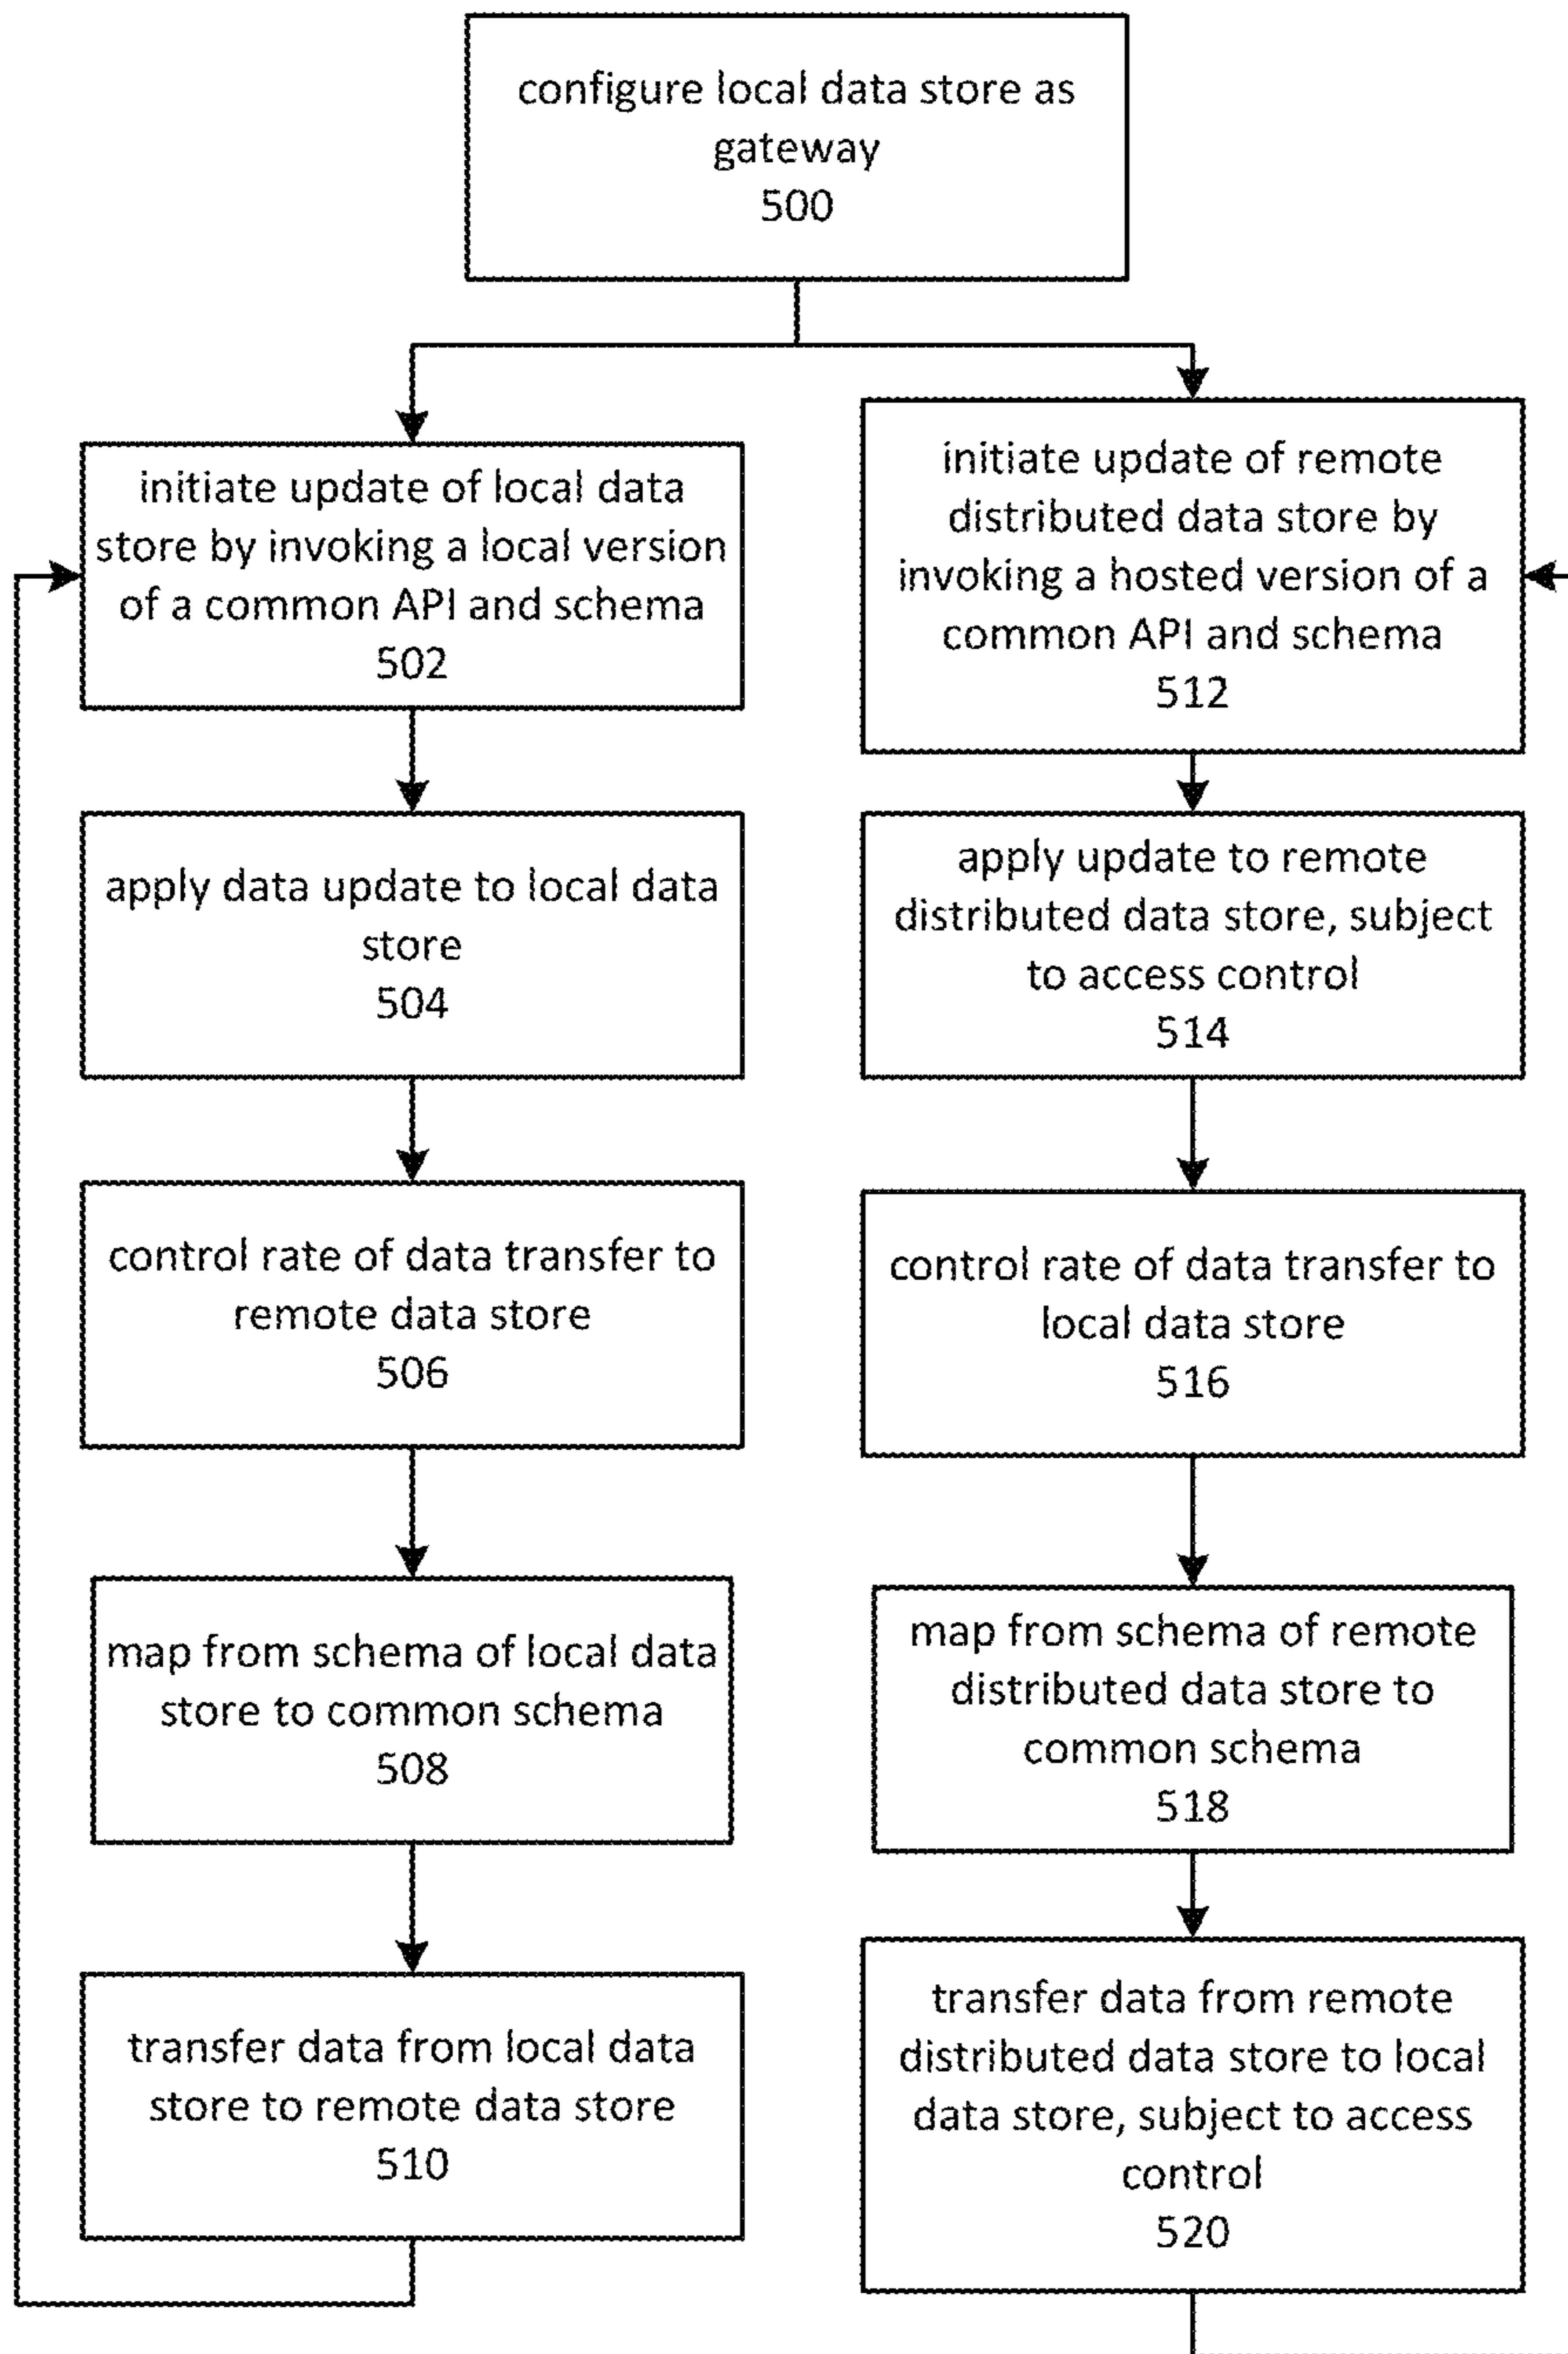 configure local data store as
gateway
500
initiate update of local data
store by invoking a local version
of a common API and schema
502
apply data update to local data
store
504
control rate of data transfer to
remote data store
506
map from schema of local data
store to common schema
508
transfer data from local data
store to remote data store
510
initiate update of remote
distributed data store by
invoking a hosted version of a
common API and schema
512
apply update to remote
distributed data store, subject
to access control
514
control rate of data transfer to
local data store
516
map from schema of remote
distributed data store to
common schema
518
transfer data from remote
distributed data store to local
data store, subject to access
control
520